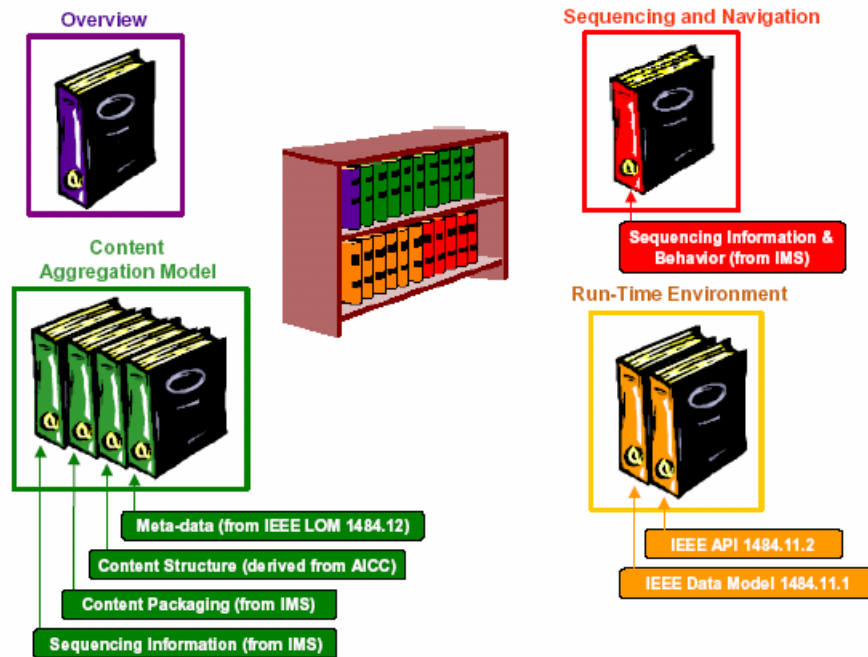 Overview
Sequencing and Navigation
Sequencing Information &
Behavior (from IMS)
Content
Aggregation Model
Run-Time Environment
Meta-data (from IEEE LOM 1484.12)
Content Structure (derived from AICC)
Content Packaging (from IMS)
Sequencing Information (from IMS)
IEEE API 1484.11.2
IEEE Data Model 1484.11.1